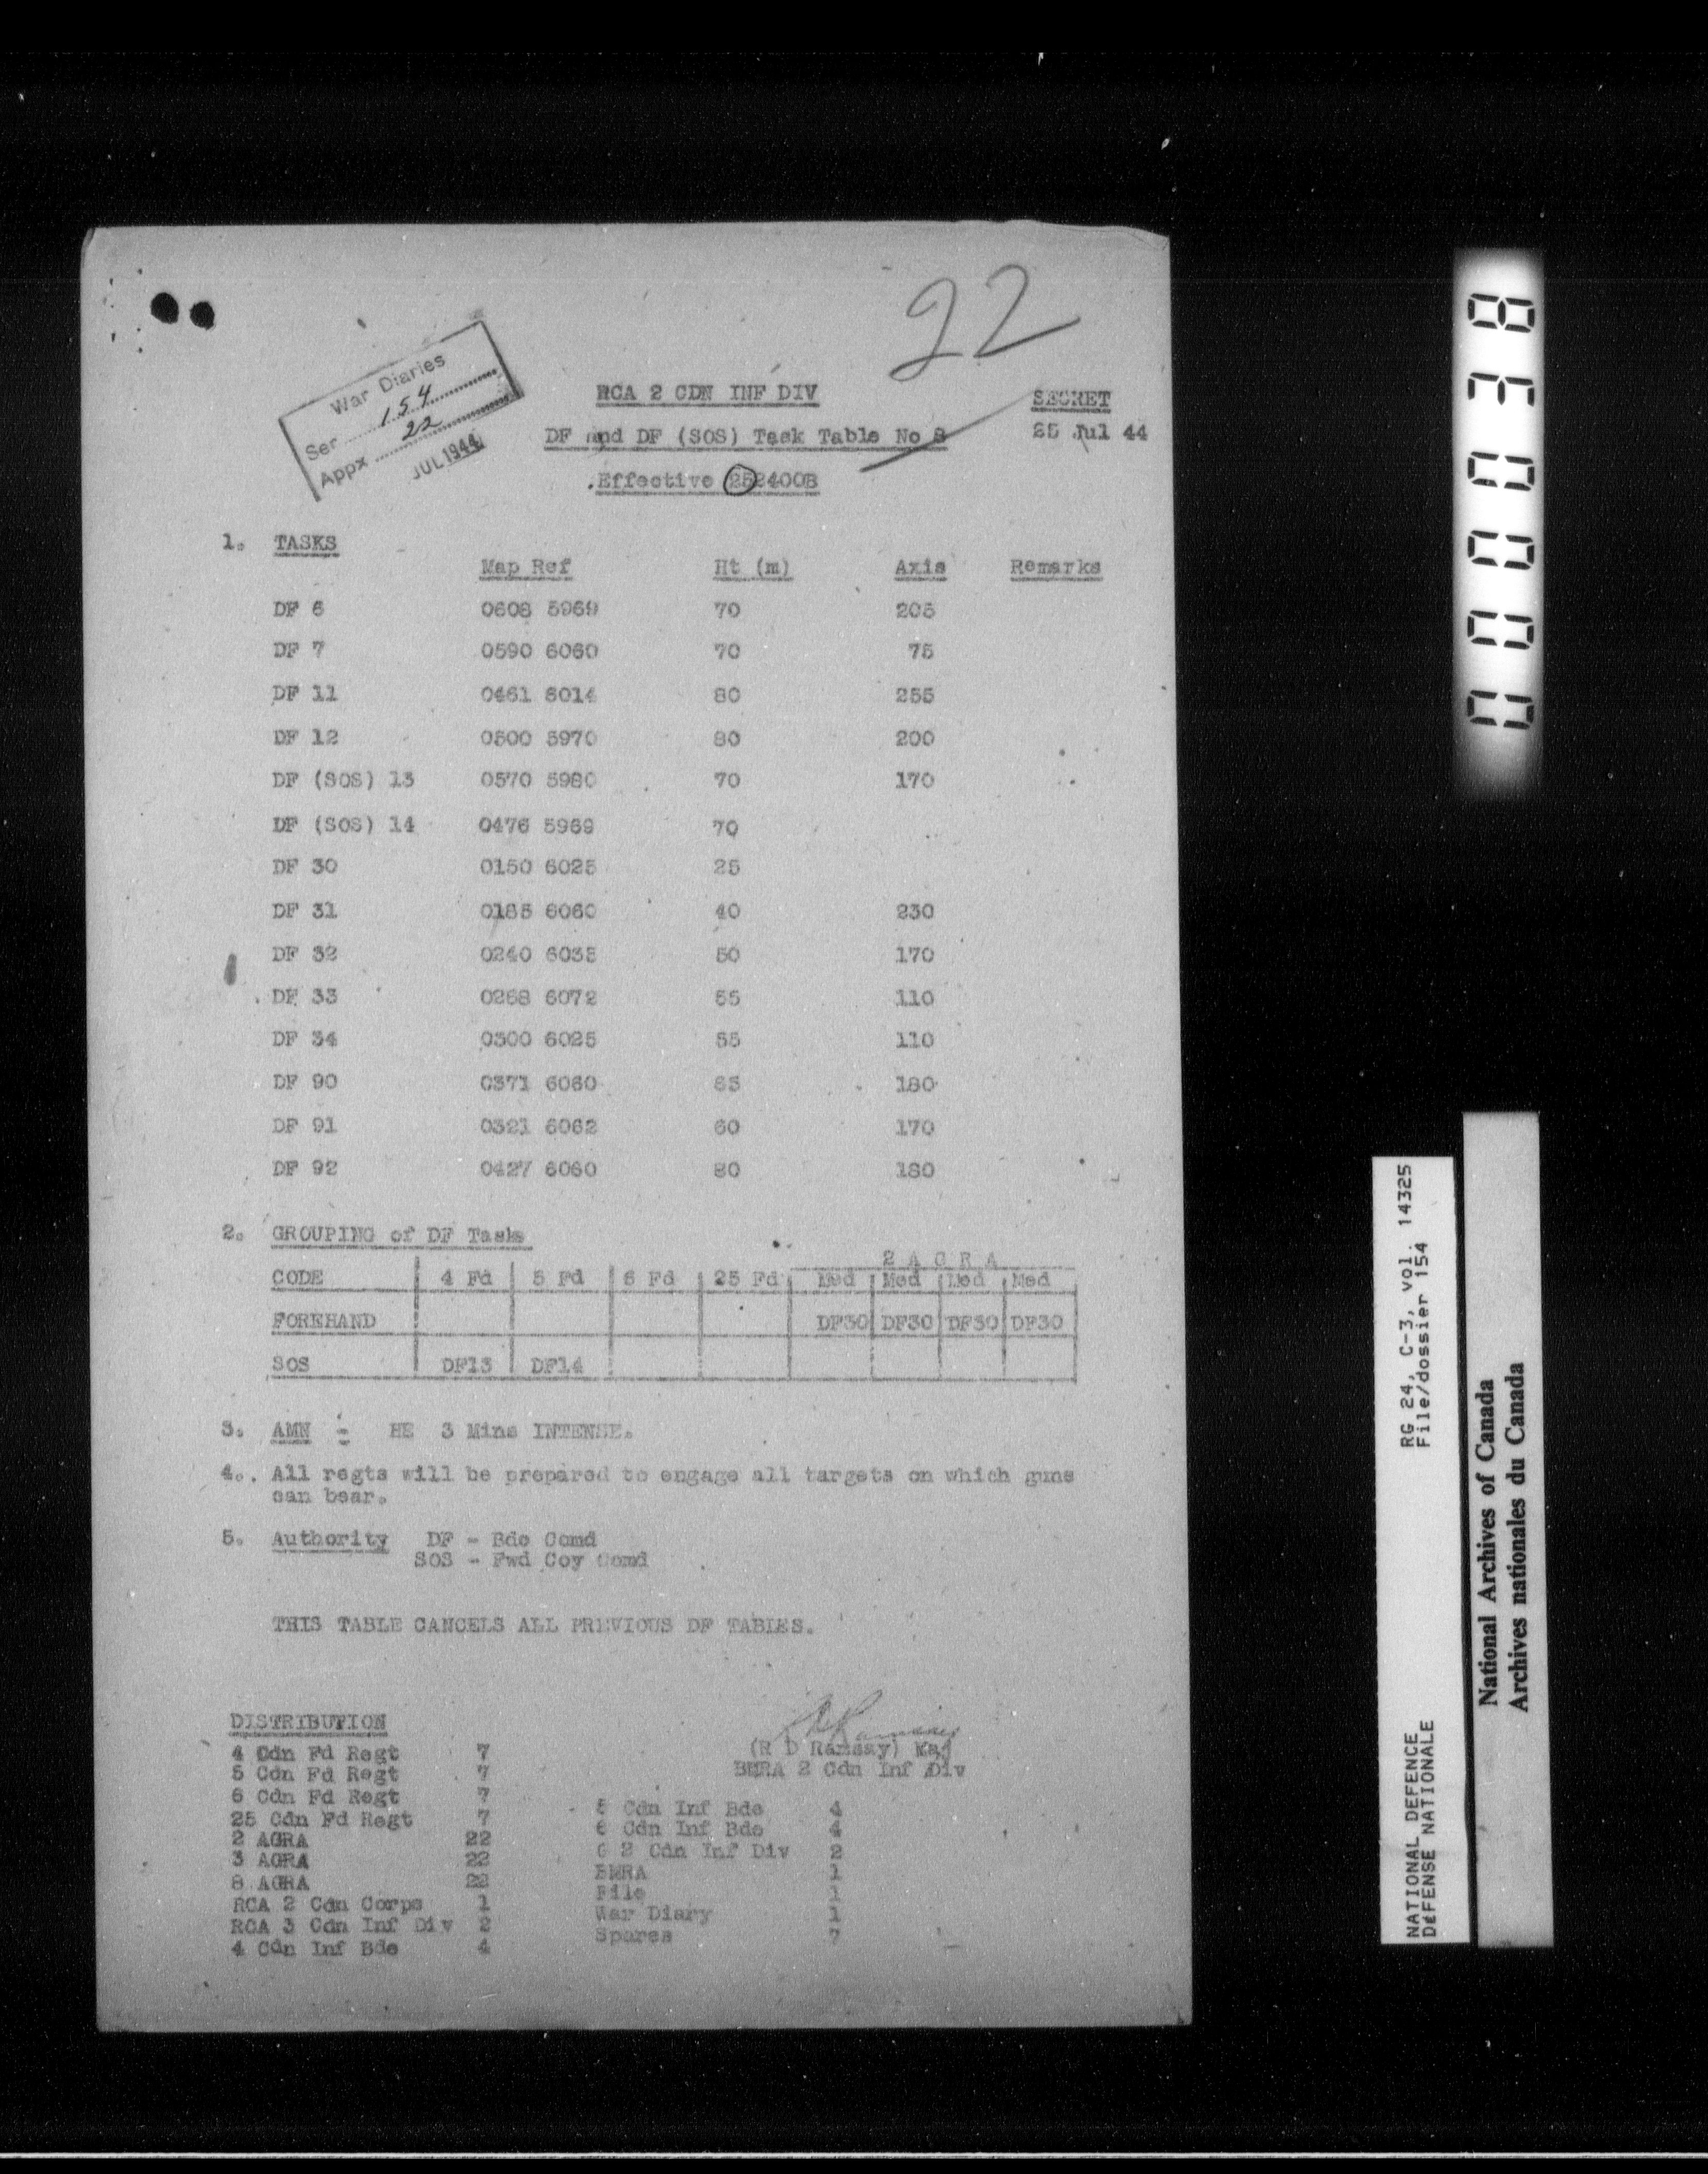 22
War Diaries
Ser 154
Appx 22
JUL 1944
RCA 2 CDN INF DIV
SECRET
DF and DF (SOS) Task Table No 8
25 Jul 44
Effective 252400B
1. TASKS
Map Ref Ht (m) Axis Remarks
DF 6 0608 5969 70 205
DF 7 0590 6060 70 75
DF 11 0461 6014 80 255
DF 12 0500 5970 80 200
DF (SOS) 13 0570 5980 70 170
DF (SOS) 14 0476 5969 70
DF 30 0150 6025 25
DF 31 0185 6060 40 230
DF 32 0240 6035 50 170
DF 33 0268 6072 55 110
DF 34 0300 6025 55 110
DF 90 0371 6060 180
DF 91 0321 6062 60 170
DF 92 0427 6060 80 180
2. GROUPING of DF Tasks
2 A G R A
CODE 4 Fd 5 Fd 6 Fd 25 Fd Med Med Med Med
FOREHAND DF30 DF30 DF30 DF30
SOS DF13 DF14
3. AMN : HE 3 Mins INTENSE.
4. All regts will be prepared to engage all targets on which guns
can bear.
5. Authority DF - Bde Comd
SOS - Fwd Coy Comd
THIS TABLE CANCELS ALL PREVIOUS DF TABLES.
DISTRIBUTION
4 Cdn Fd Regt 7
5 Cdn Fd Regt 7
6 Cdn Fd Regt 7
25 Cdn Fd Regt 7
2 AGRA 22
3 AGRA 22
8 AGRA 22
RCA 2 Cdn Corps 1
RCA 3 Cdn Inf Div 2
4 Cdn Inf Bde 4
(R D Ramsay) Maj
BMRA 2 Cdn Inf Div
5 Cdn Inf Bde 4
6 Cdn Inf Bde 4
G 2 Cdn Inf Div 2
BMRA 1
File 1
War Diary 1
Spares 7
00000338
RG 24, C-3, vol. 14325
File/dossier 154
NATIONAL DEFENCE
DÉFENSE NATIONALE
National Archives of Canada
Archives nationales du Canada